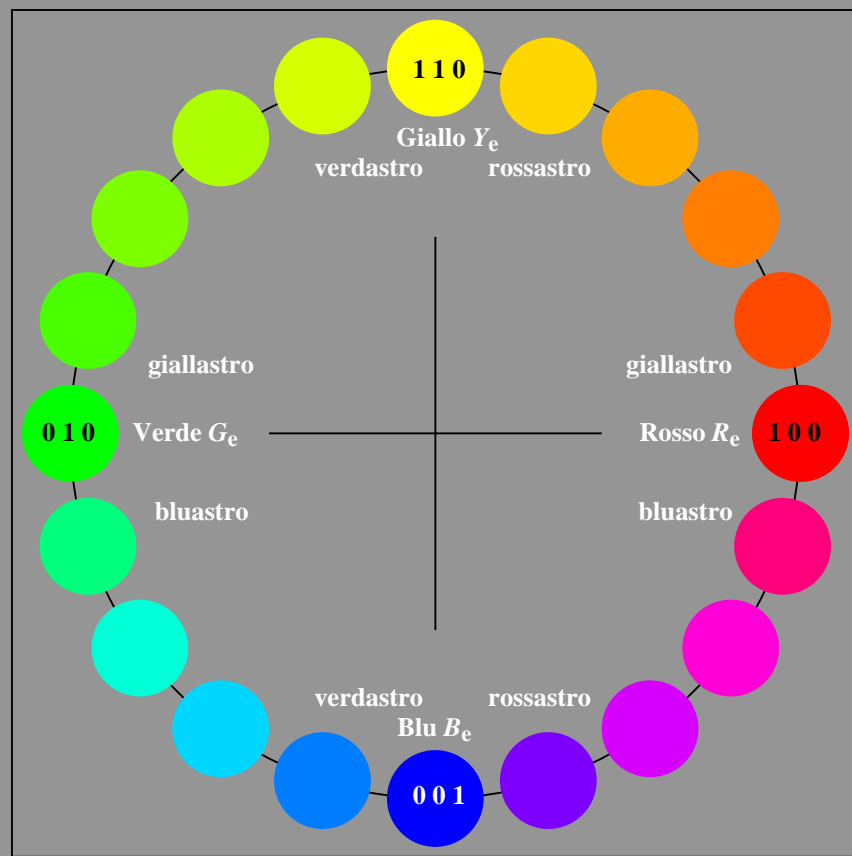 1 1 0
Giallo Ye
verdastro rossastro
giallastro giallastro
0 1 0 Verde Ge Rosso Re 1 0 0
bluastro bluastro
verdastro rossastro
Blu Be
0 0 1